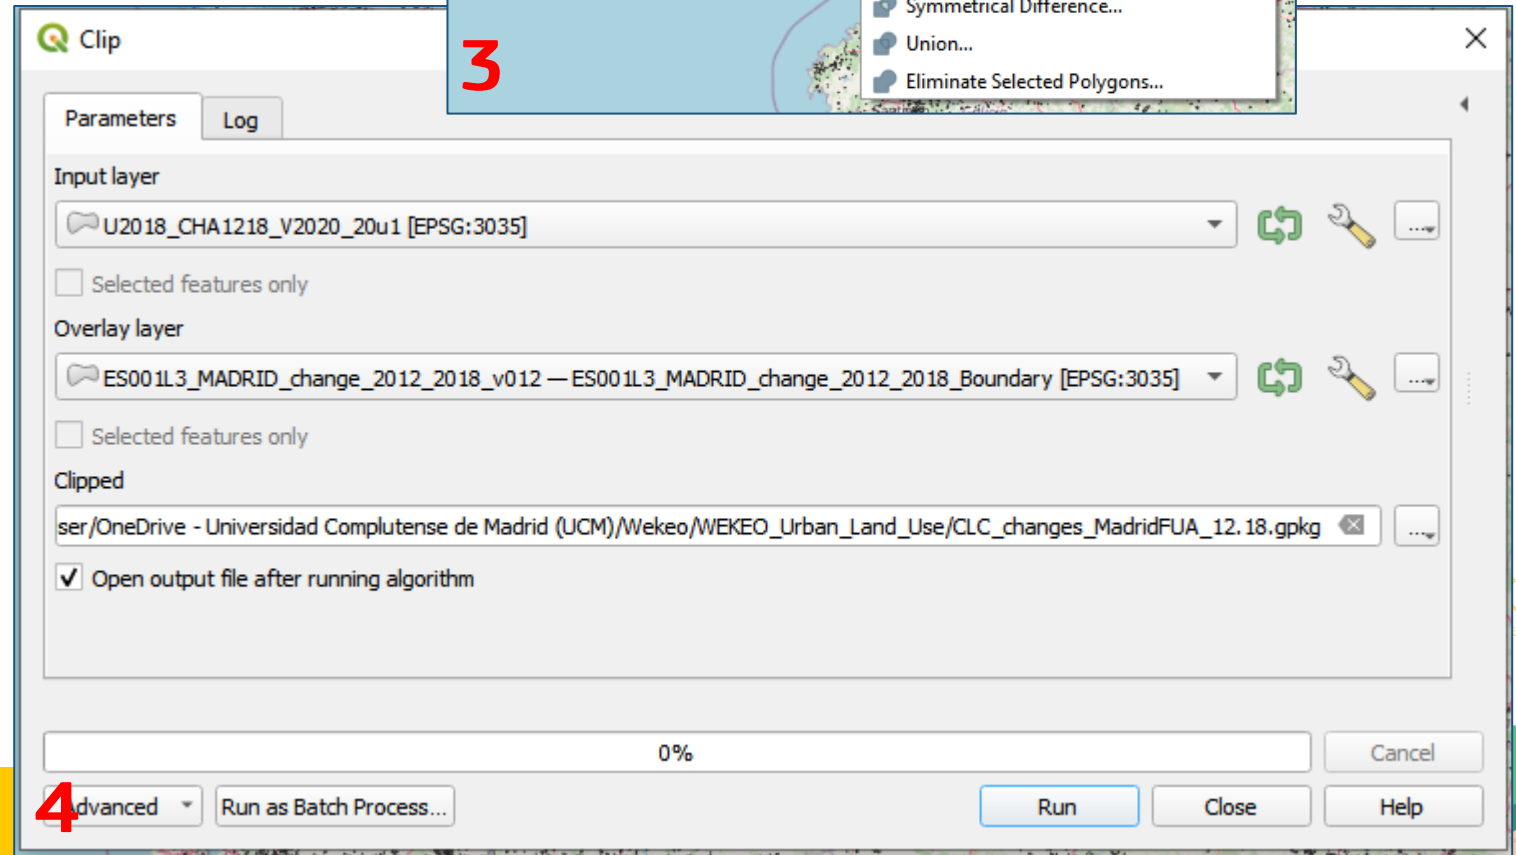 Symmetrical Difference...
Clip
3
Union...
Eliminate Selected Polygons...
Parameters
Log
Input layer
U2018_CHA1218_V2020_20u1 [EPSG:3035]
...
Selected features only
Overlay layer
ES001L3_MADRID_change_2012_2018_v012 — ES001L3_MADRID_change_2012_2018_Boundary [EPSG:3035]
...
Selected features only
Clipped
ser/OneDrive - Universidad Complutense de Madrid (UCM)/Wekeo/WEKEO_Urban_Land_Use/CLC_changes_MadridFUA_12.18.gpkg
...
Open output file after running algorithm
0%
Cancel
4
Advanced
Run as Batch Process...
Run
Close
Help